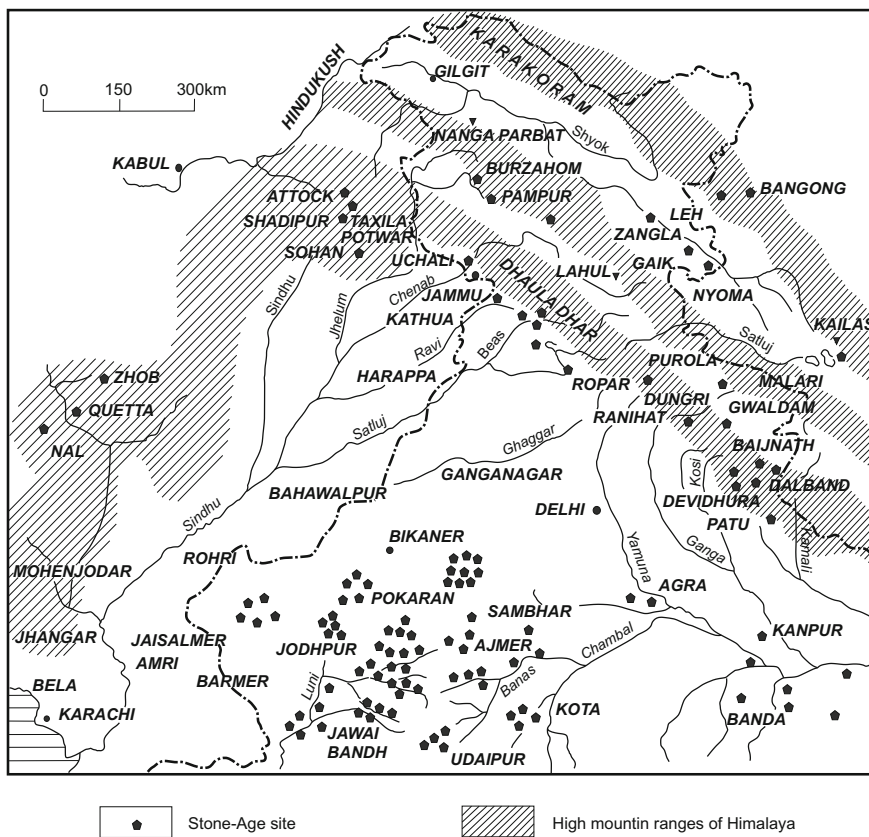 KARAKORAM
HINDUKUSH
GILGIT
0 150 300km
NANGA PARBAT
Shyok
KABUL
BURZAHOM
ATTOCK
PAMPUR
BANGONG
SHADIPUR
TAXILA
LEH
POTWAR
ZANGLA
SOHAN
UCHALI
DHAULA DHAR
LAHUL
GAIK
Sindhu
Jhelum
Chenab
JAMMU
NYOMA
KATHUA
KAILAS
Ravi
Beas
Satluj
PUROLA
HARAPPA
ROPAR
MALARI
ZHOB
DUNGRI
QUETTA
RANIHAT
GWALDAM
Satluj
NAL
Ghaggar
BAIJNATH
GANGANAGAR
Kosi
DALBAND
BAHAWALPUR
DEVIDHURA
Sindhu
DELHI
PATU
BIKANER
Yamuna
Ganga
Karnali
ROHRI
MOHENJODAR
POKARAN
AGRA
SAMBHAR
JHANGAR
JAISALMER
JODHPUR
AJMER
Chambal
KANPUR
AMRI
BELA
BARMER
Luni
Banas
KARACHI
KOTA
BANDA
JAWAI
BANDH
UDAIPUR
Stone-Age site
High mountin ranges of Himalaya